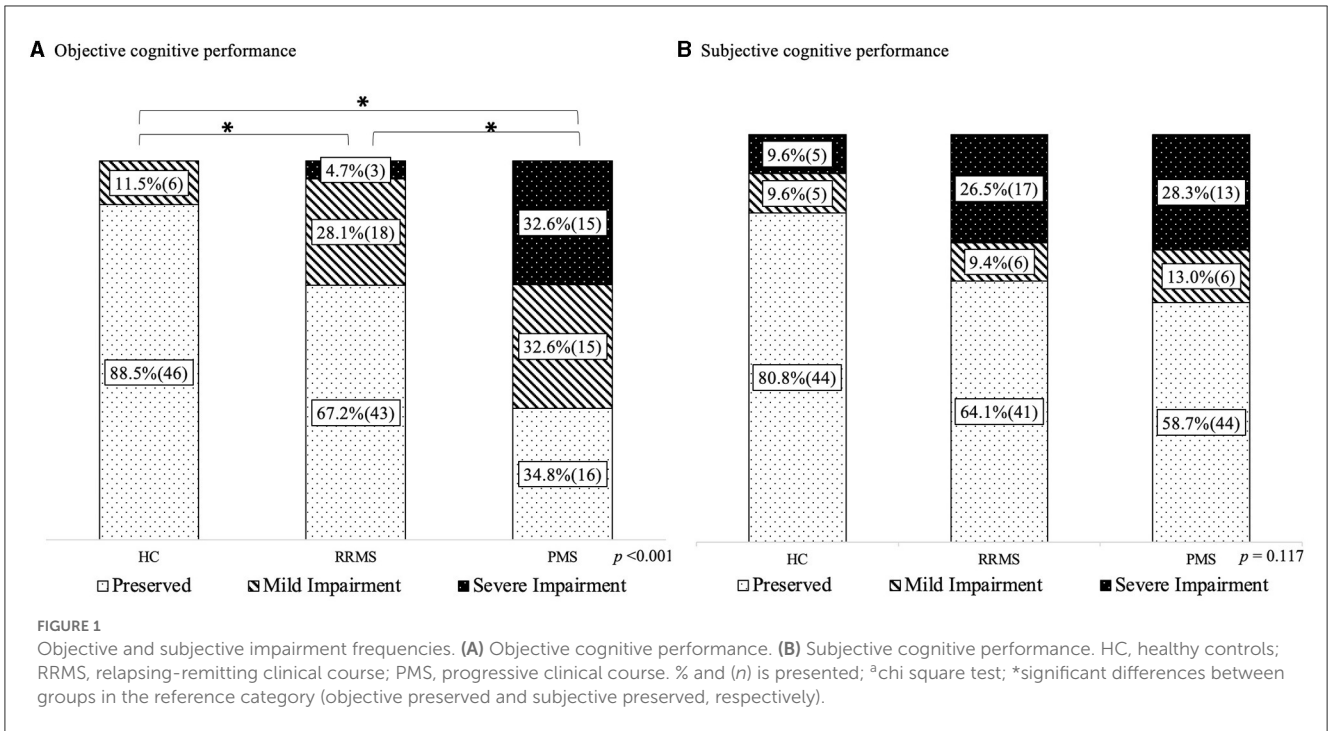 A Objective cognitive performance
*
*
*
11.5%(6)
88.5%(46)
4.7%(3)
28.1%(18)
67.2%(43)
32.6%(15)
32.6%(15)
34.8%(16)
HC
RRMS
PMS
p <0.001
Preserved
Mild Impairment
Severe Impairment
B Subjective cognitive performance
9.6%(5)
9.6%(5)
80.8%(44)
26.5%(17)
9.4%(6)
64.1%(41)
28.3%(13)
13.0%(6)
58.7%(44)
HC
RRMS
PMS
p = 0.117
Preserved
Mild Impairment
Severe Impairment
FIGURE 1
Objective and subjective impairment frequencies. (A) Objective cognitive performance. (B) Subjective cognitive performance. HC, healthy controls;
RRMS, relapsing-remitting clinical course; PMS, progressive clinical course. % and (n) is presented; ᵃchi square test; *significant differences between
groups in the reference category (objective preserved and subjective preserved, respectively).